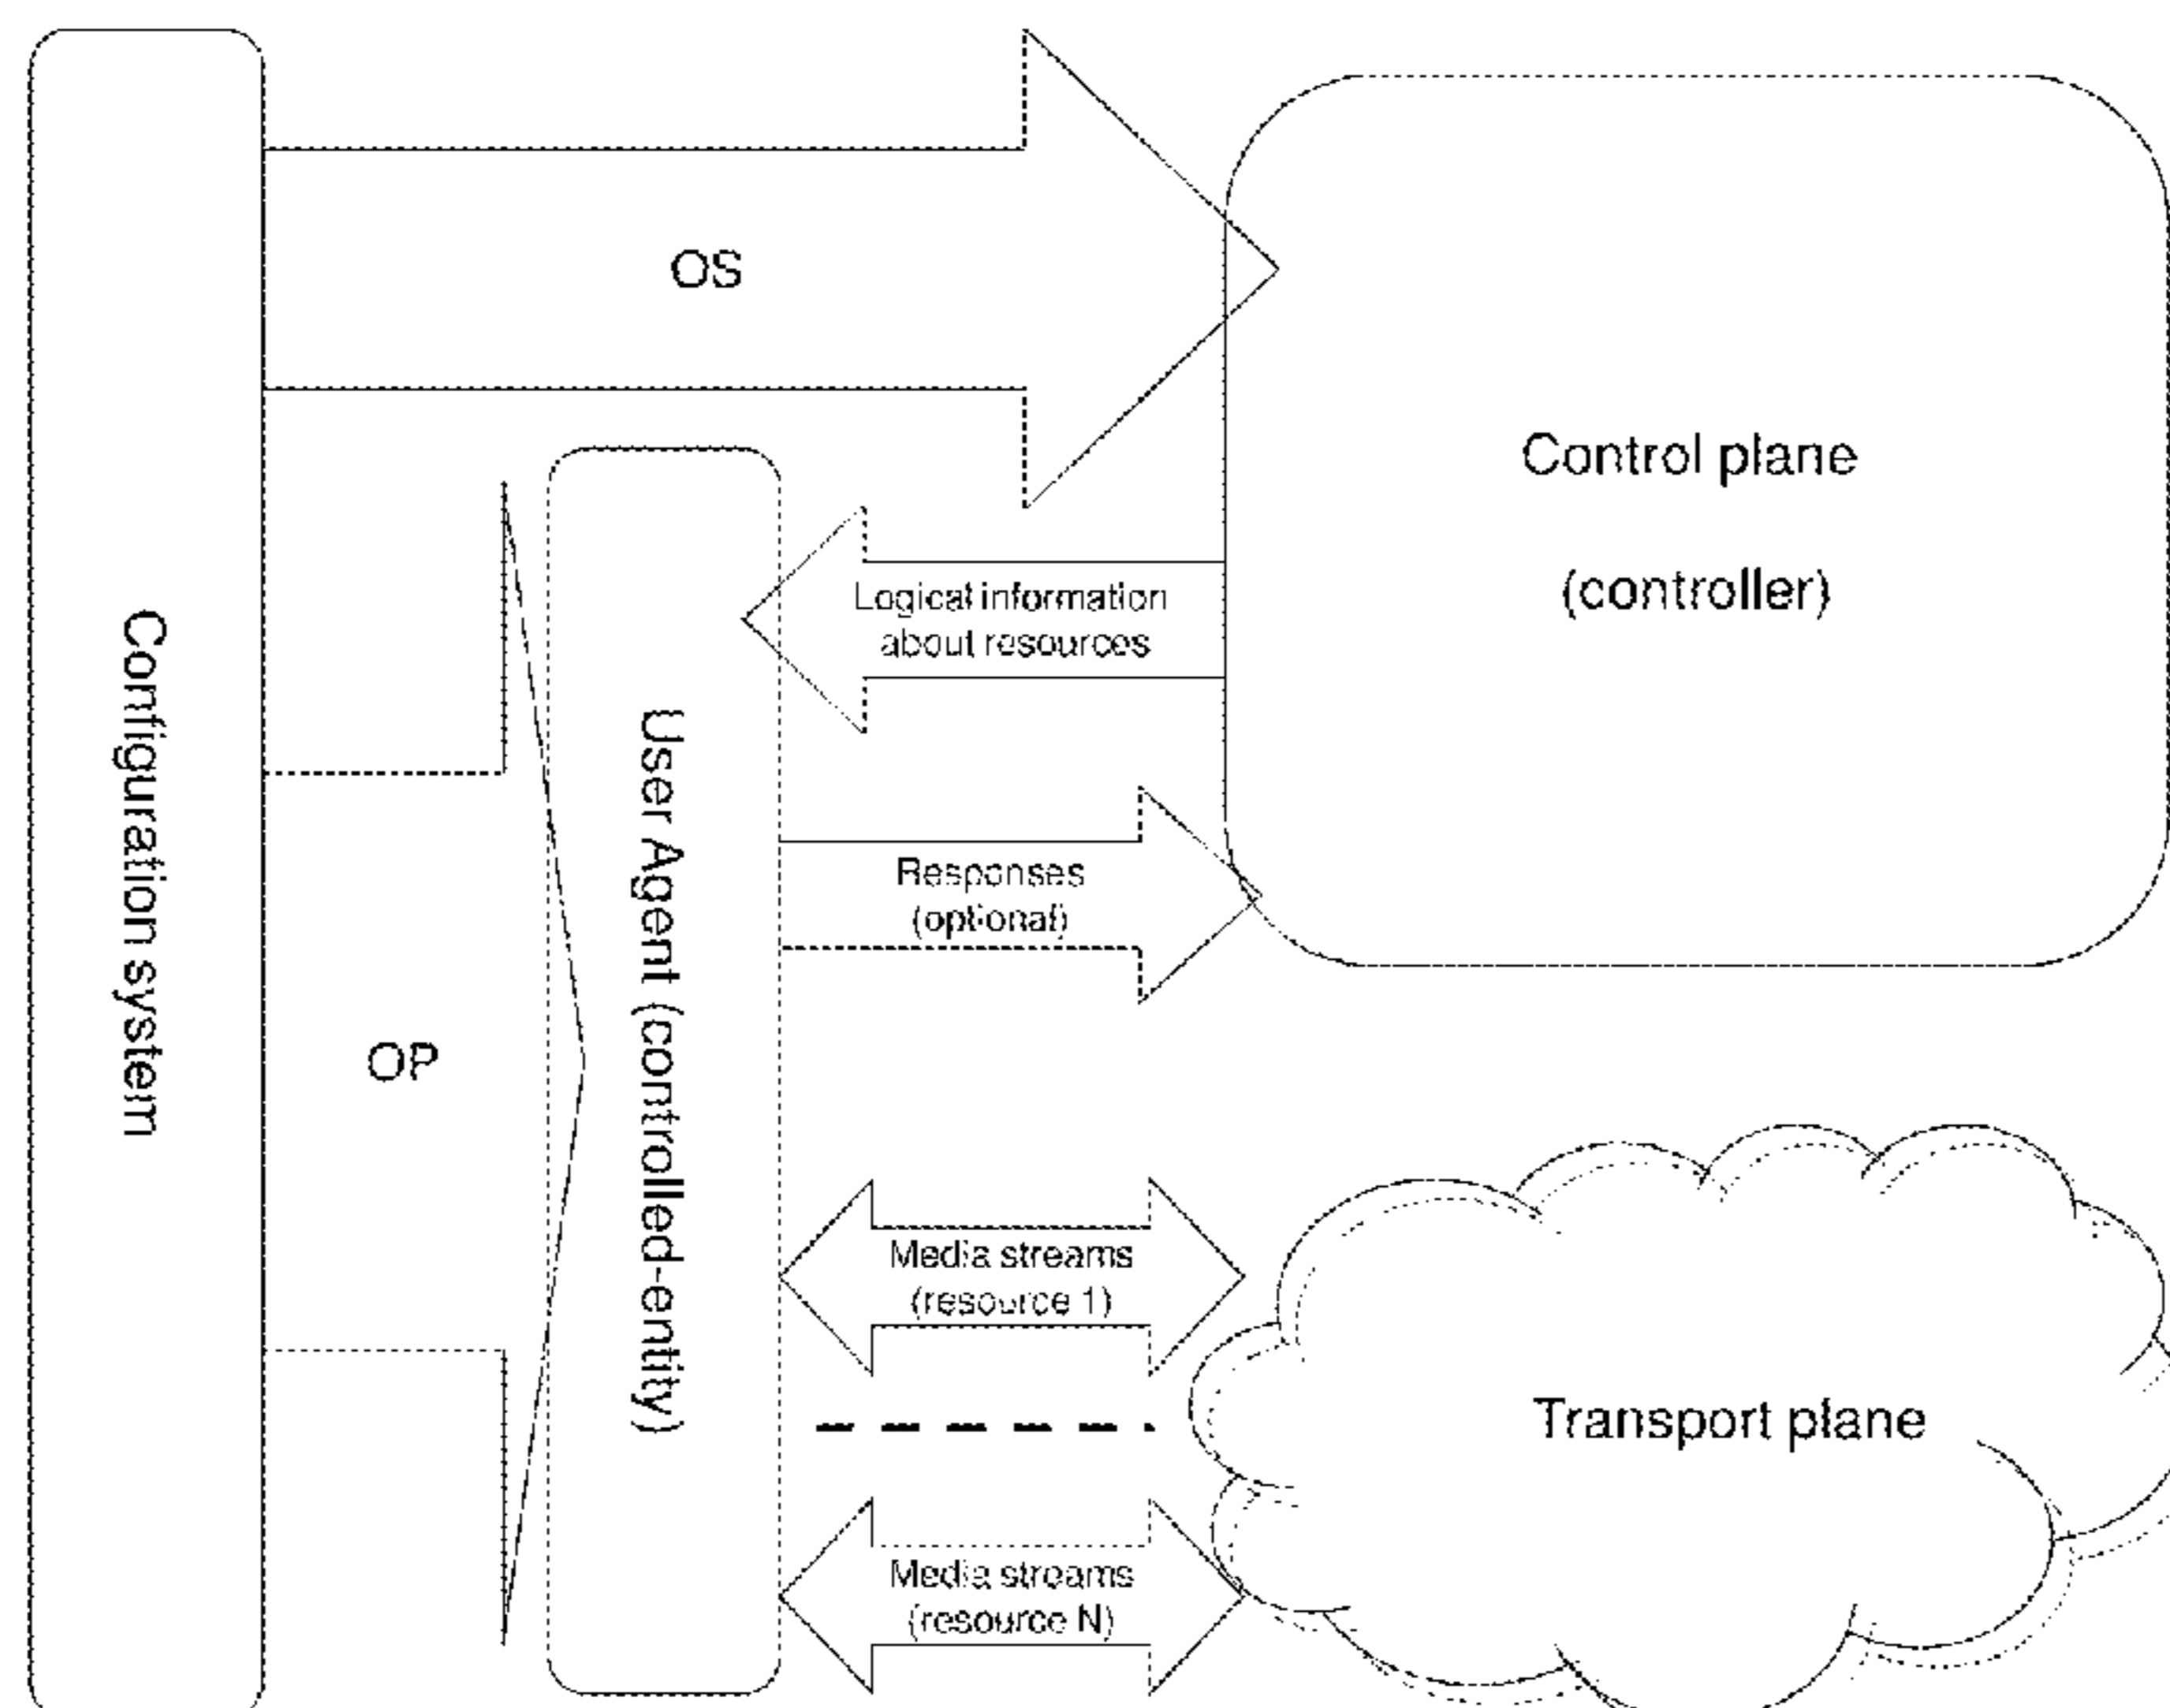 OS
Control plane
(controller)
Logical information
about resources
Configuration system
User Agent (controlled-entity)
Responses
(optional)
OP
Media streams
(resource 1)
Transport plane
Media streams
(resource N)